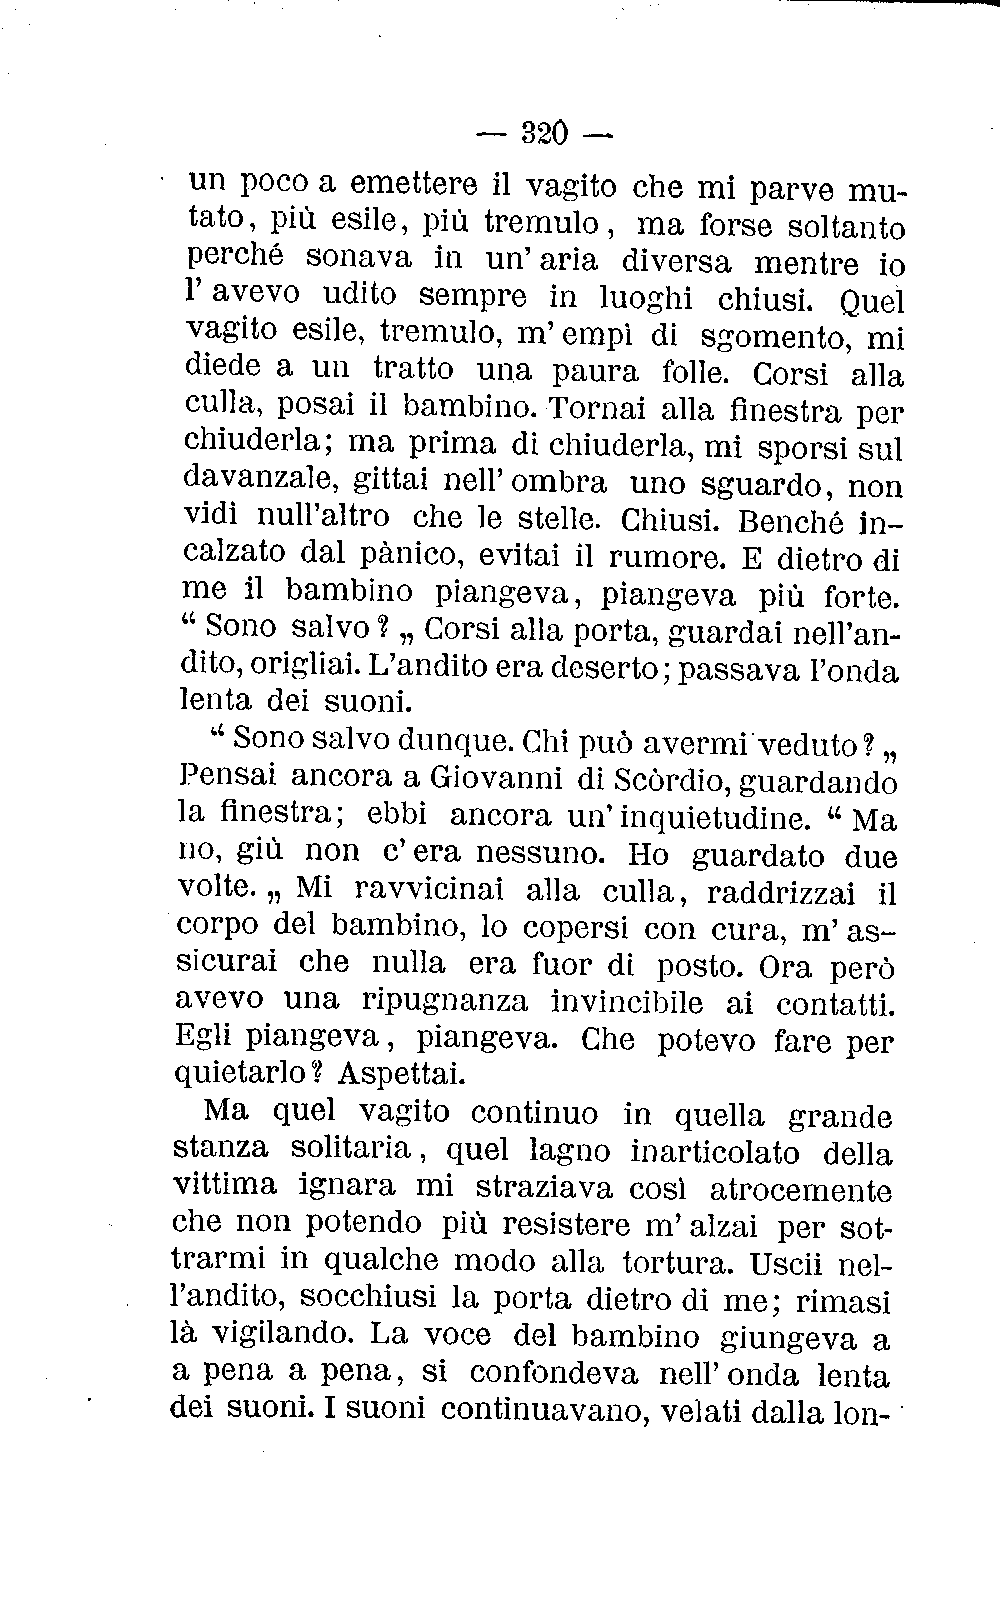 — 320 —
un poco a emettere il vagito che mi parve mu-
tato, più esile, più tremulo, ma forse soltanto
perché sonava in un' aria diversa mentre io
l' avevo udito sempre in luoghi chiusi. Quel
vagito esile, tremulo, m' empì di sgomento, mi
diede a un tratto una paura folle. Corsi alla
culla, posai il bambino. Tornai alla finestra per
chiuderla; ma prima di chiuderla, mi sporsi sul
davanzale, gittai nell' ombra uno sguardo, non
vidi null'altro che le stelle. Chiusi. Benché in-
calzato dal pànico, evitai il rumore. E dietro di
me il bambino piangeva, piangeva più forte.
“ Sono salvo? „ Corsi alla porta, guardai nell'an-
dito, origliai. L'andito era deserto; passava l'onda
lenta dei suoni.
“ Sono salvo dunque. Chi può avermi veduto? „
Pensai ancora a Giovanni di Scòrdio, guardando
la finestra; ebbi ancora un' inquietudine. “ Ma
no, giù non c' era nessuno. Ho guardato due
volte. „ Mi ravvicinai alla culla, raddrizzai il
corpo del bambino, lo copersi con cura, m' as-
sicurai che nulla era fuor di posto. Ora però
avevo una ripugnanza invincibile ai contatti.
Egli piangeva, piangeva. Che potevo fare per
quietarlo? Aspettai.
Ma quel vagito continuo in quella grande
stanza solitaria, quel lagno inarticolato della
vittima ignara mi straziava così atrocemente
che non potendo più resistere m' alzai per sot-
trarmi in qualche modo alla tortura. Uscii nel-
l'andito, socchiusi la porta dietro di me; rimasi
là vigilando. La voce del bambino giungeva a
a pena a pena, si confondeva nell' onda lenta
dei suoni. I suoni continuavano, velati dalla lon-